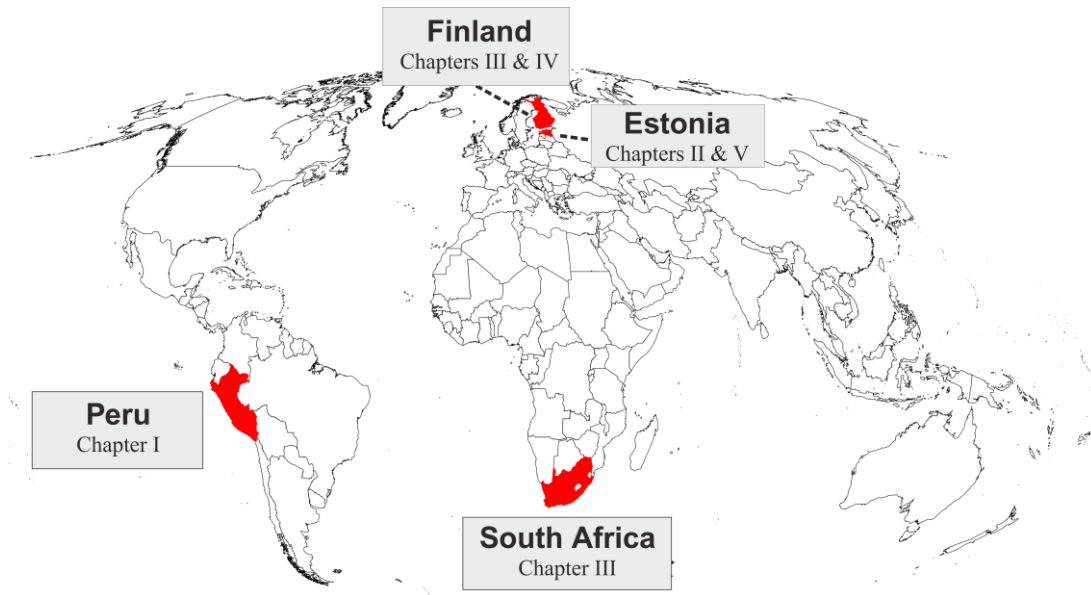 Finland
Chapters III & IV
Estonia
Chapters II & V
Peru
Chapter I
South Africa
Chapter III